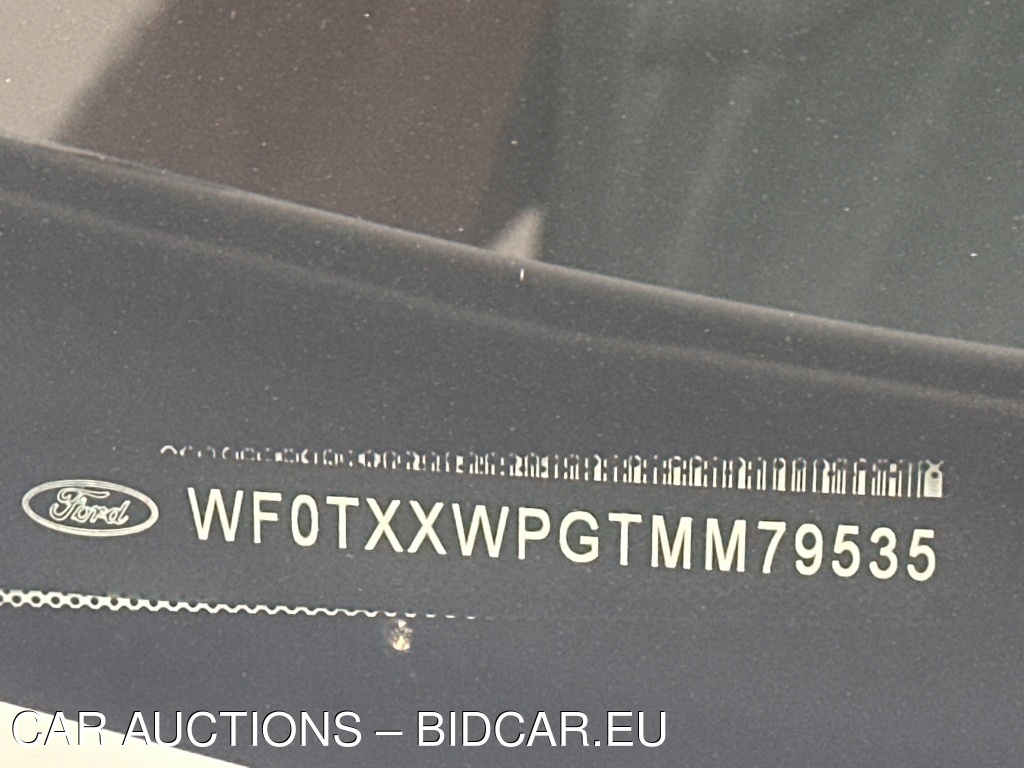 Ford WF0TXXWPGTMM79535
CAR AUCTIONS – BIDCAR.EU